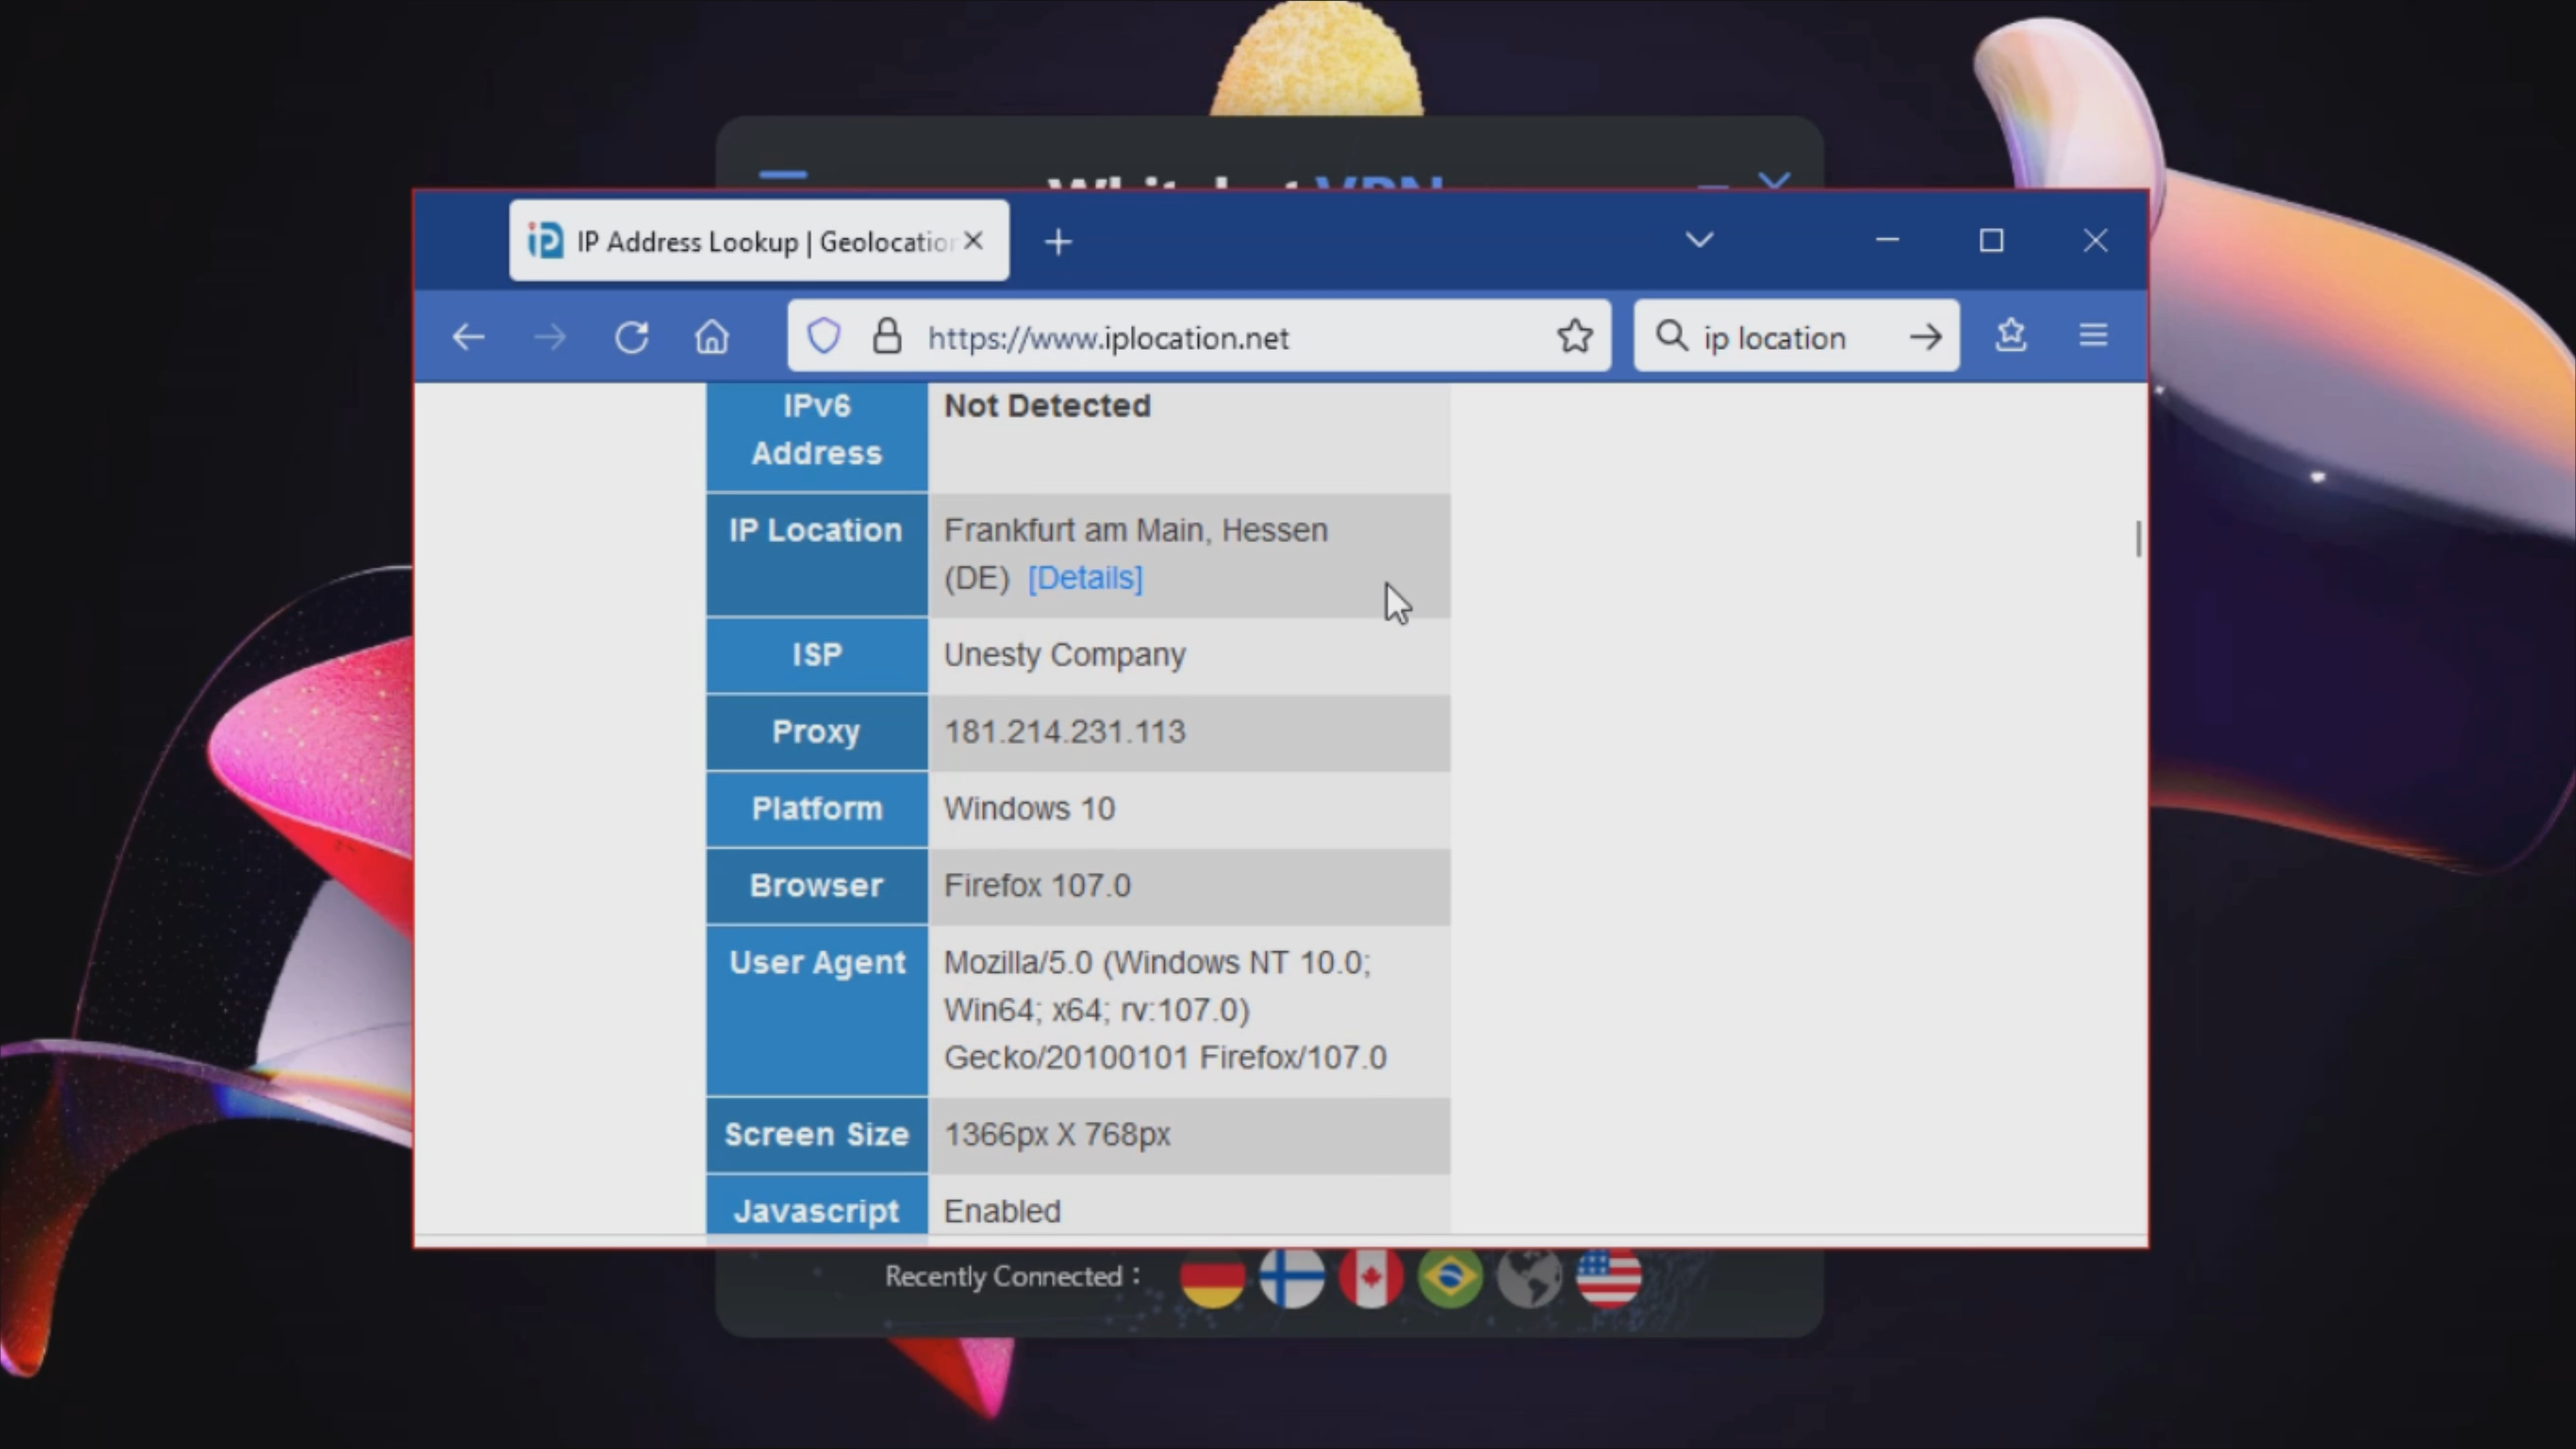 VPN
IP Address Lookup | Geolocation
https://www.iplocation.net
ip location
IPv6
Address
Not Detected
IP Location
Frankfurt am Main, Hessen
(DE) [Details]
ISP
Unesty Company
Proxy
181.214.231.113
Platform
Windows 10
Browser
Firefox 107.0
User Agent
Mozilla/5.0 (Windows NT 10.0;
Win64; x64; rv:107.0)
Gecko/20100101 Firefox/107.0
Screen Size
1366px X 768px
Javascript
Enabled
Recently Connected :